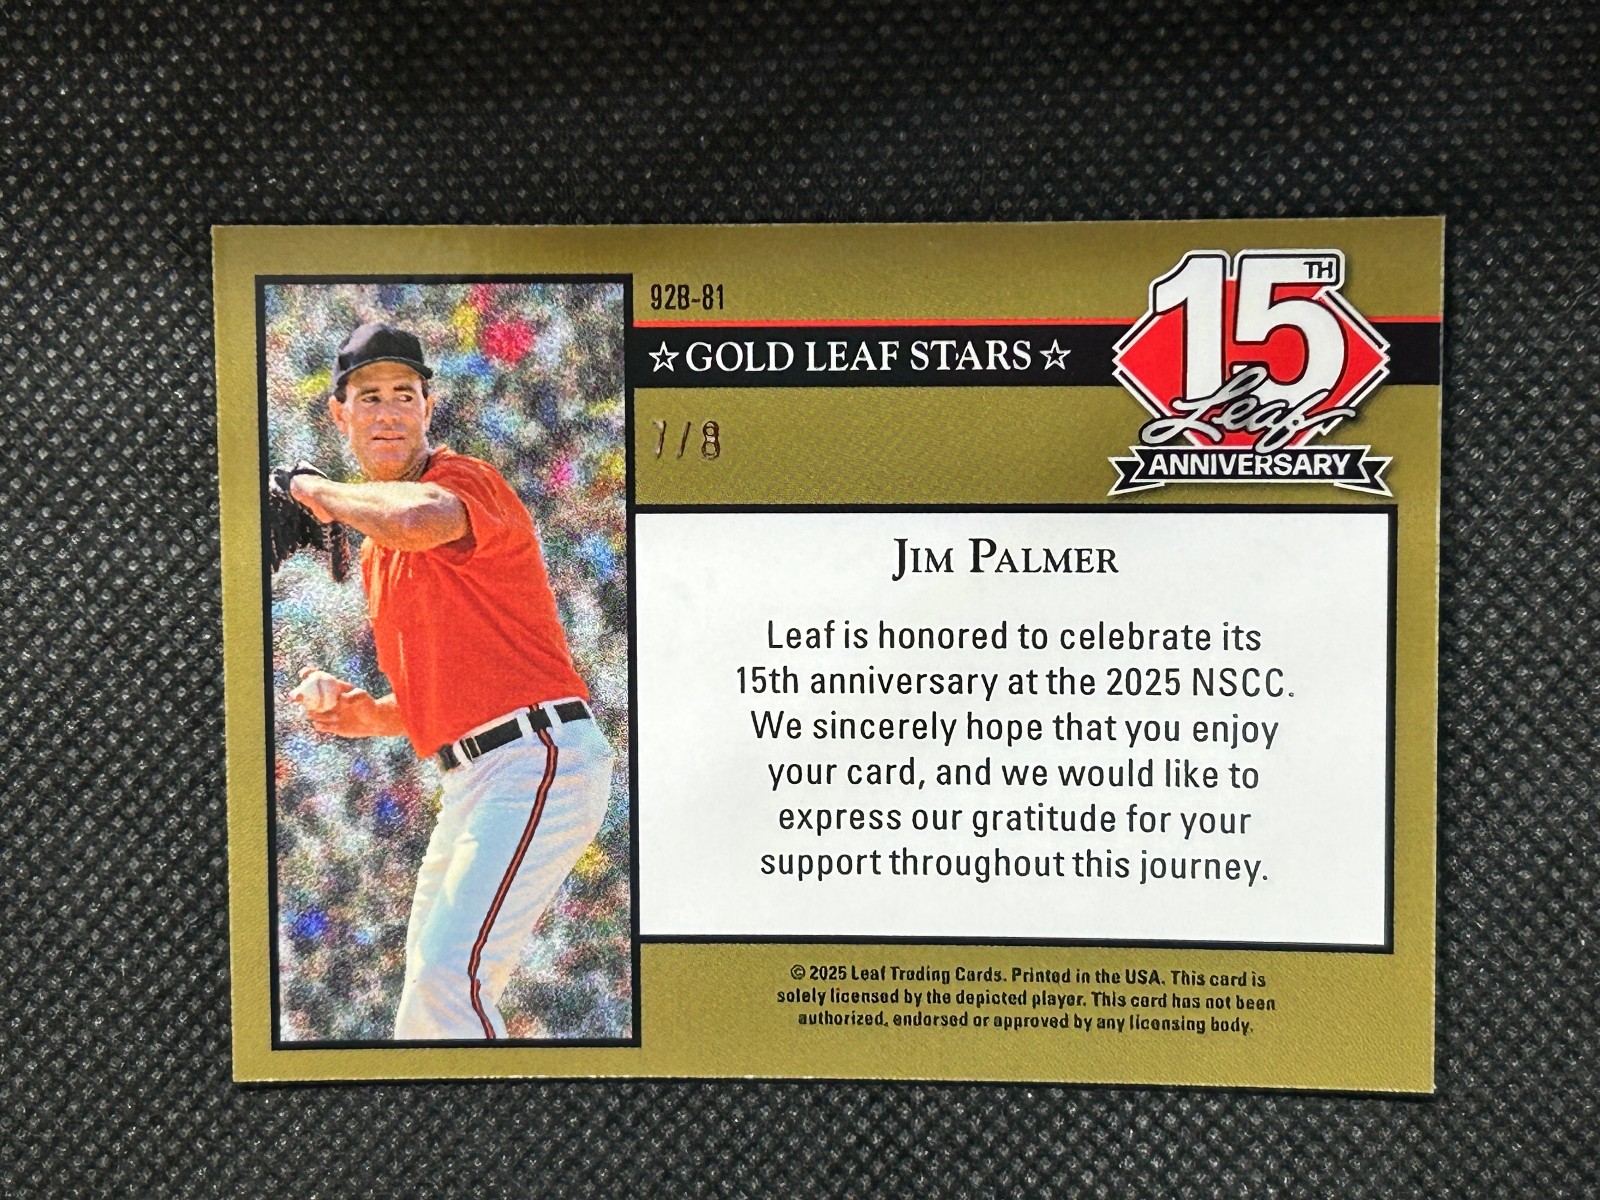 92B-81
☆ GOLD LEAF STARS ☆
7/8
15TH
Leaf
ANNIVERSARY
JIM PALMER
Leaf is honored to celebrate its
15th anniversary at the 2025 NSCC.
We sincerely hope that you enjoy
your card, and we would like to
express our gratitude for your
support throughout this journey.
© 2025 Leaf Trading Cards. Printed in the USA. This card is
solely licensed by the depicted player. This card has not been
authorized, endorsed or approved by any licensing body.